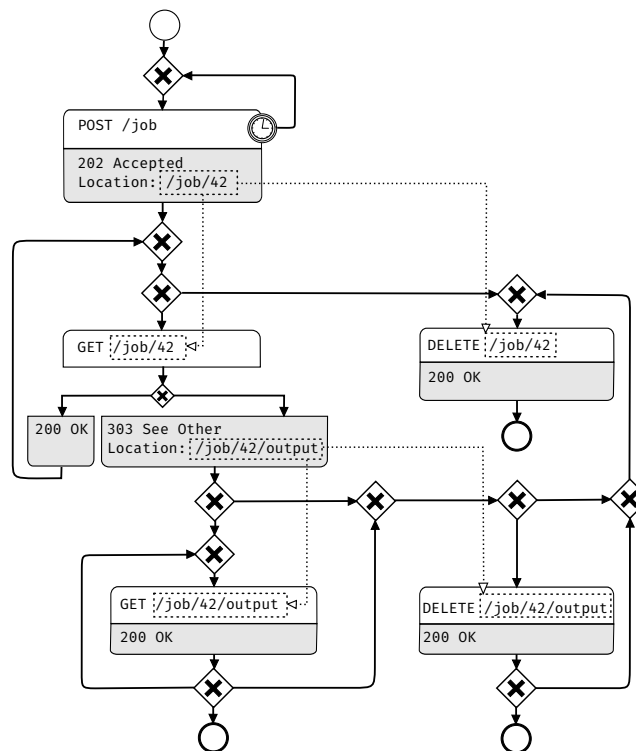 POST /job
202 Accepted
Location: /job/42
GET /job/42
DELETE /job/42
200 OK
200 OK
303 See Other
Location: /job/42/output
GET /job/42/output
200 OK
DELETE /job/42/output
200 OK